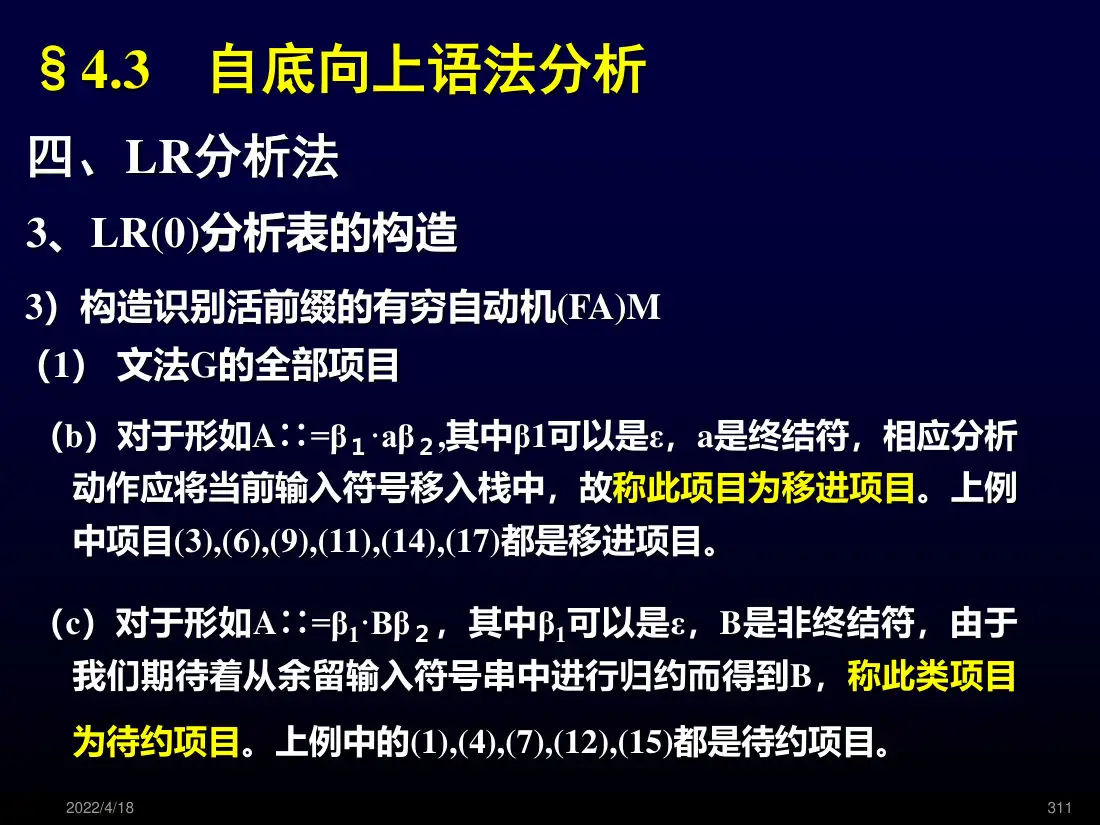 §4.3 自底向上语法分析
四、LR分析法
3、LR(0)分析表的构造
3）构造识别活前缀的有穷自动机(FA)M
（1） 文法G的全部项目
（b）对于形如A∷=β₁·aβ₂,其中β1可以是ε，a是终结符，相应分析
动作应将当前输入符号移入栈中，故称此项目为移进项目。上例
中项目(3),(6),(9),(11),(14),(17)都是移进项目。
（c）对于形如A∷=β₁·Bβ₂，其中β₁可以是ε，B是非终结符，由于
我们期待着从余留输入符号串中进行归约而得到B，称此类项目
为待约项目。上例中的(1),(4),(7),(12),(15)都是待约项目。
2022/4/18
311